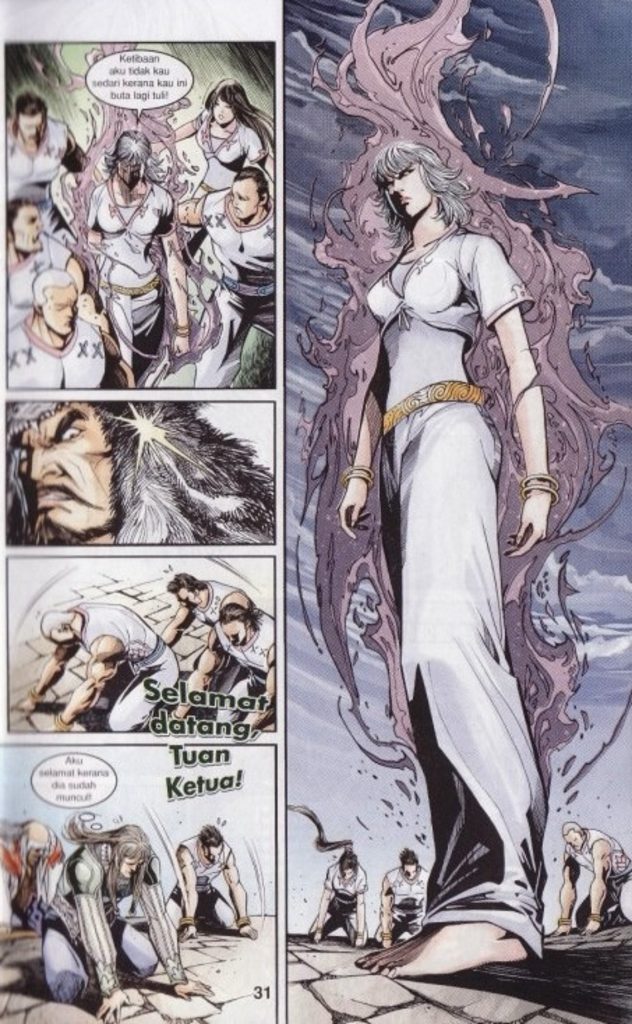 Ketibaan
aku tidak kau
sedari kerana kau ini
buta lagi tuli!
Selamat
datang,
Tuan
Ketua!
Aku
selamat kerana
dia sudah
muncul!
31